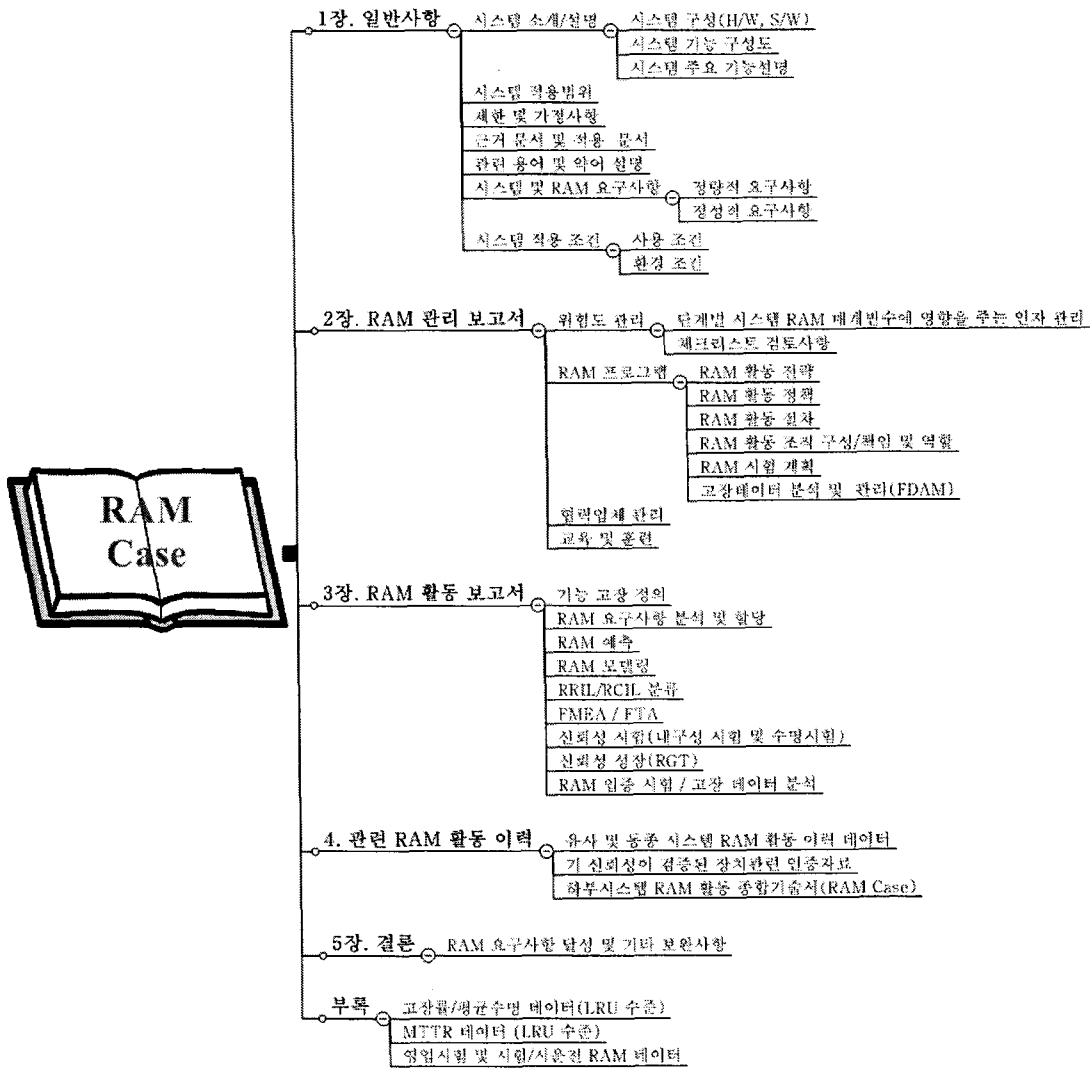 1장. 일반사항
시스템 소개/설명
시스템 구성(H/W, S/W)
시스템 기능 구성도
시스템 주요 기능설명
시스템 적용범위
제한 및 가정사항
근거 문서 및 적용 문서
관련 용어 및 약어 설명
시스템 및 RAM 요구사항
정량적 요구사항
정성적 요구사항
시스템 적용 조건
사용 조건
환경 조건
2장. RAM 관리 보고서
위험도 관리
단계별 시스템 RAM 매개변수에 영향을 주는 인자 관리
체크리스트 검토사항
RAM 프로그램
RAM 활동 전략
RAM 활동 정책
RAM 활동 절차
RAM 활동 조직 구성/책임 및 역할
RAM 시험 계획
고장데이터 분석 및 관리(FDAM)
협력업체 관리
교육 및 훈련
RAM
Case
3장. RAM 활동 보고서
기능 고장 정의
RAM 요구사항 분석 및 할당
RAM 예측
RAM 모델링
RRIL/RCIL 분류
FMEA / FTA
신뢰성 시험(내구성 시험 및 수명시험)
신뢰성 성장(RGT)
RAM 입증 시험 / 고장 데이터 분석
4. 관련 RAM 활동 이력
유사 및 동종 시스템 RAM 활동 이력 데이터
기 신뢰성이 검증된 장치관련 인증자료
하부시스템 RAM 활동 종합기술서(RAM Case)
5장. 결론
RAM 요구사항 달성 및 기타 보완사항
부록
고장률/평균수명 데이터(LRU 수준)
MTTR 데이터 (LRU 수준)
영업시험 및 시험/시운전 RAM 데이터